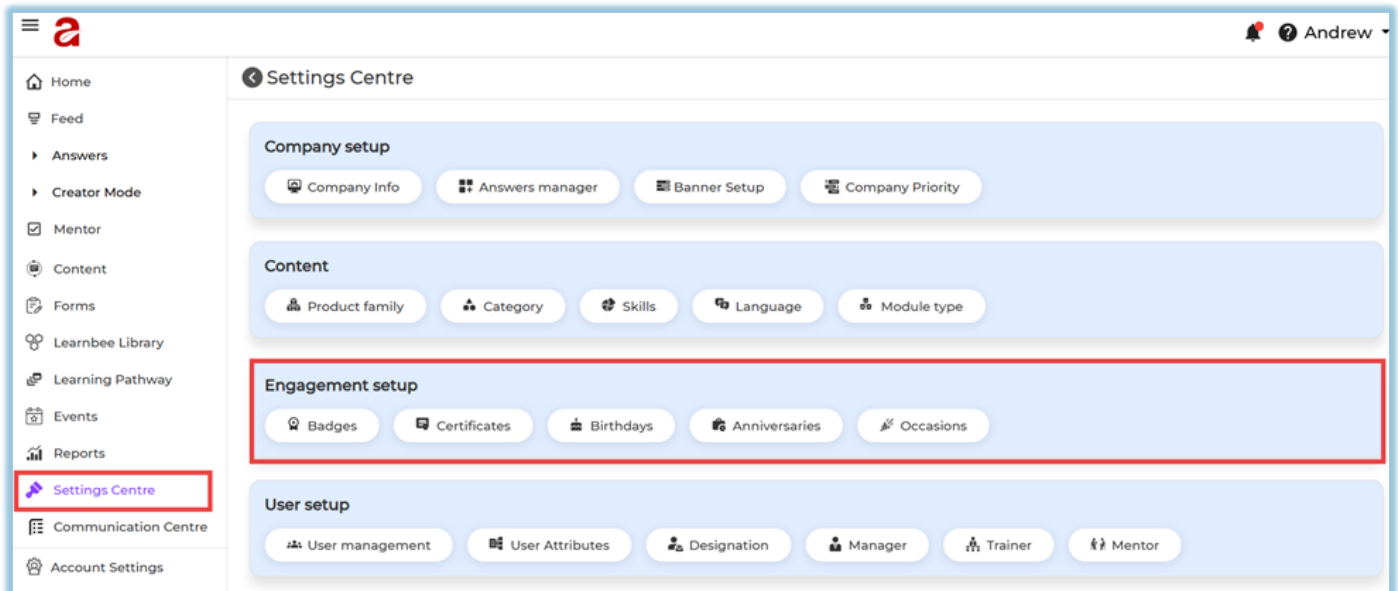 a
Andrew
Home
Feed
Answers
Creator Mode
Mentor
Content
Forms
Learnbee Library
Learning Pathway
Events
Reports
Settings Centre
Communication Centre
Account Settings
Settings Centre
Company setup
Company Info Answers manager Banner Setup Company Priority
Content
Product family Category Skills Language Module type
Engagement setup
Badges Certificates Birthdays Anniversaries Occasions
User setup
User management User Attributes Designation Manager Trainer Mentor